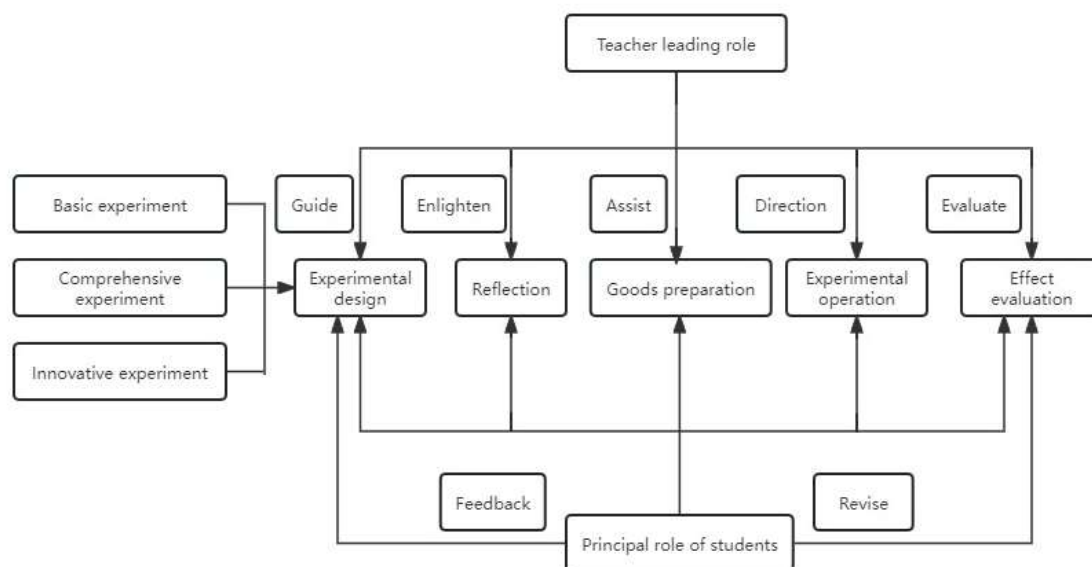 Teacher leading role
Basic experiment
Guide
Enlighten
Assist
Direction
Evaluate
Comprehensive
experiment
Experimental
design
Reflection
Goods preparation
Experimental
operation
Effect
evaluation
Innovative experiment
Feedback
Revise
Principal role of students